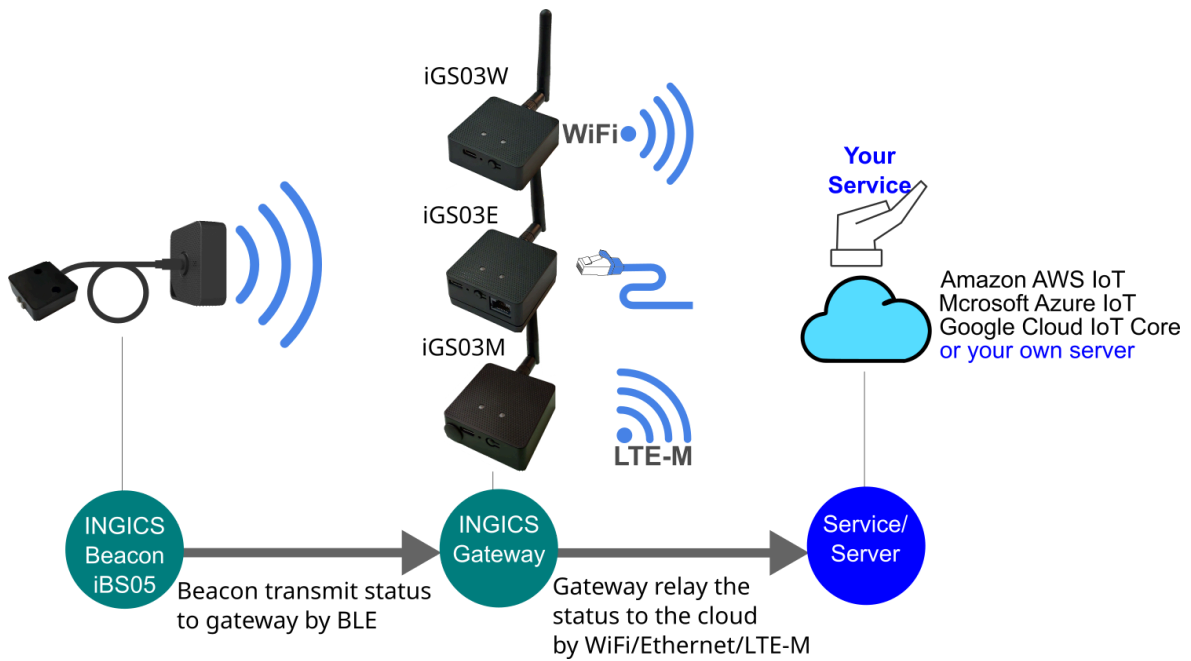 iGS03W
WiFi
iGS03E
iGS03M
LTE-M
Your
Service
Amazon AWS IoT
Mcrosoft Azure IoT
Google Cloud IoT Core
or your own server
INGICS
Beacon
iBS05
Beacon transmit status
to gateway by BLE
INGICS
Gateway
Gateway relay the
status to the cloud
by WiFi/Ethernet/LTE-M
Service/
Server